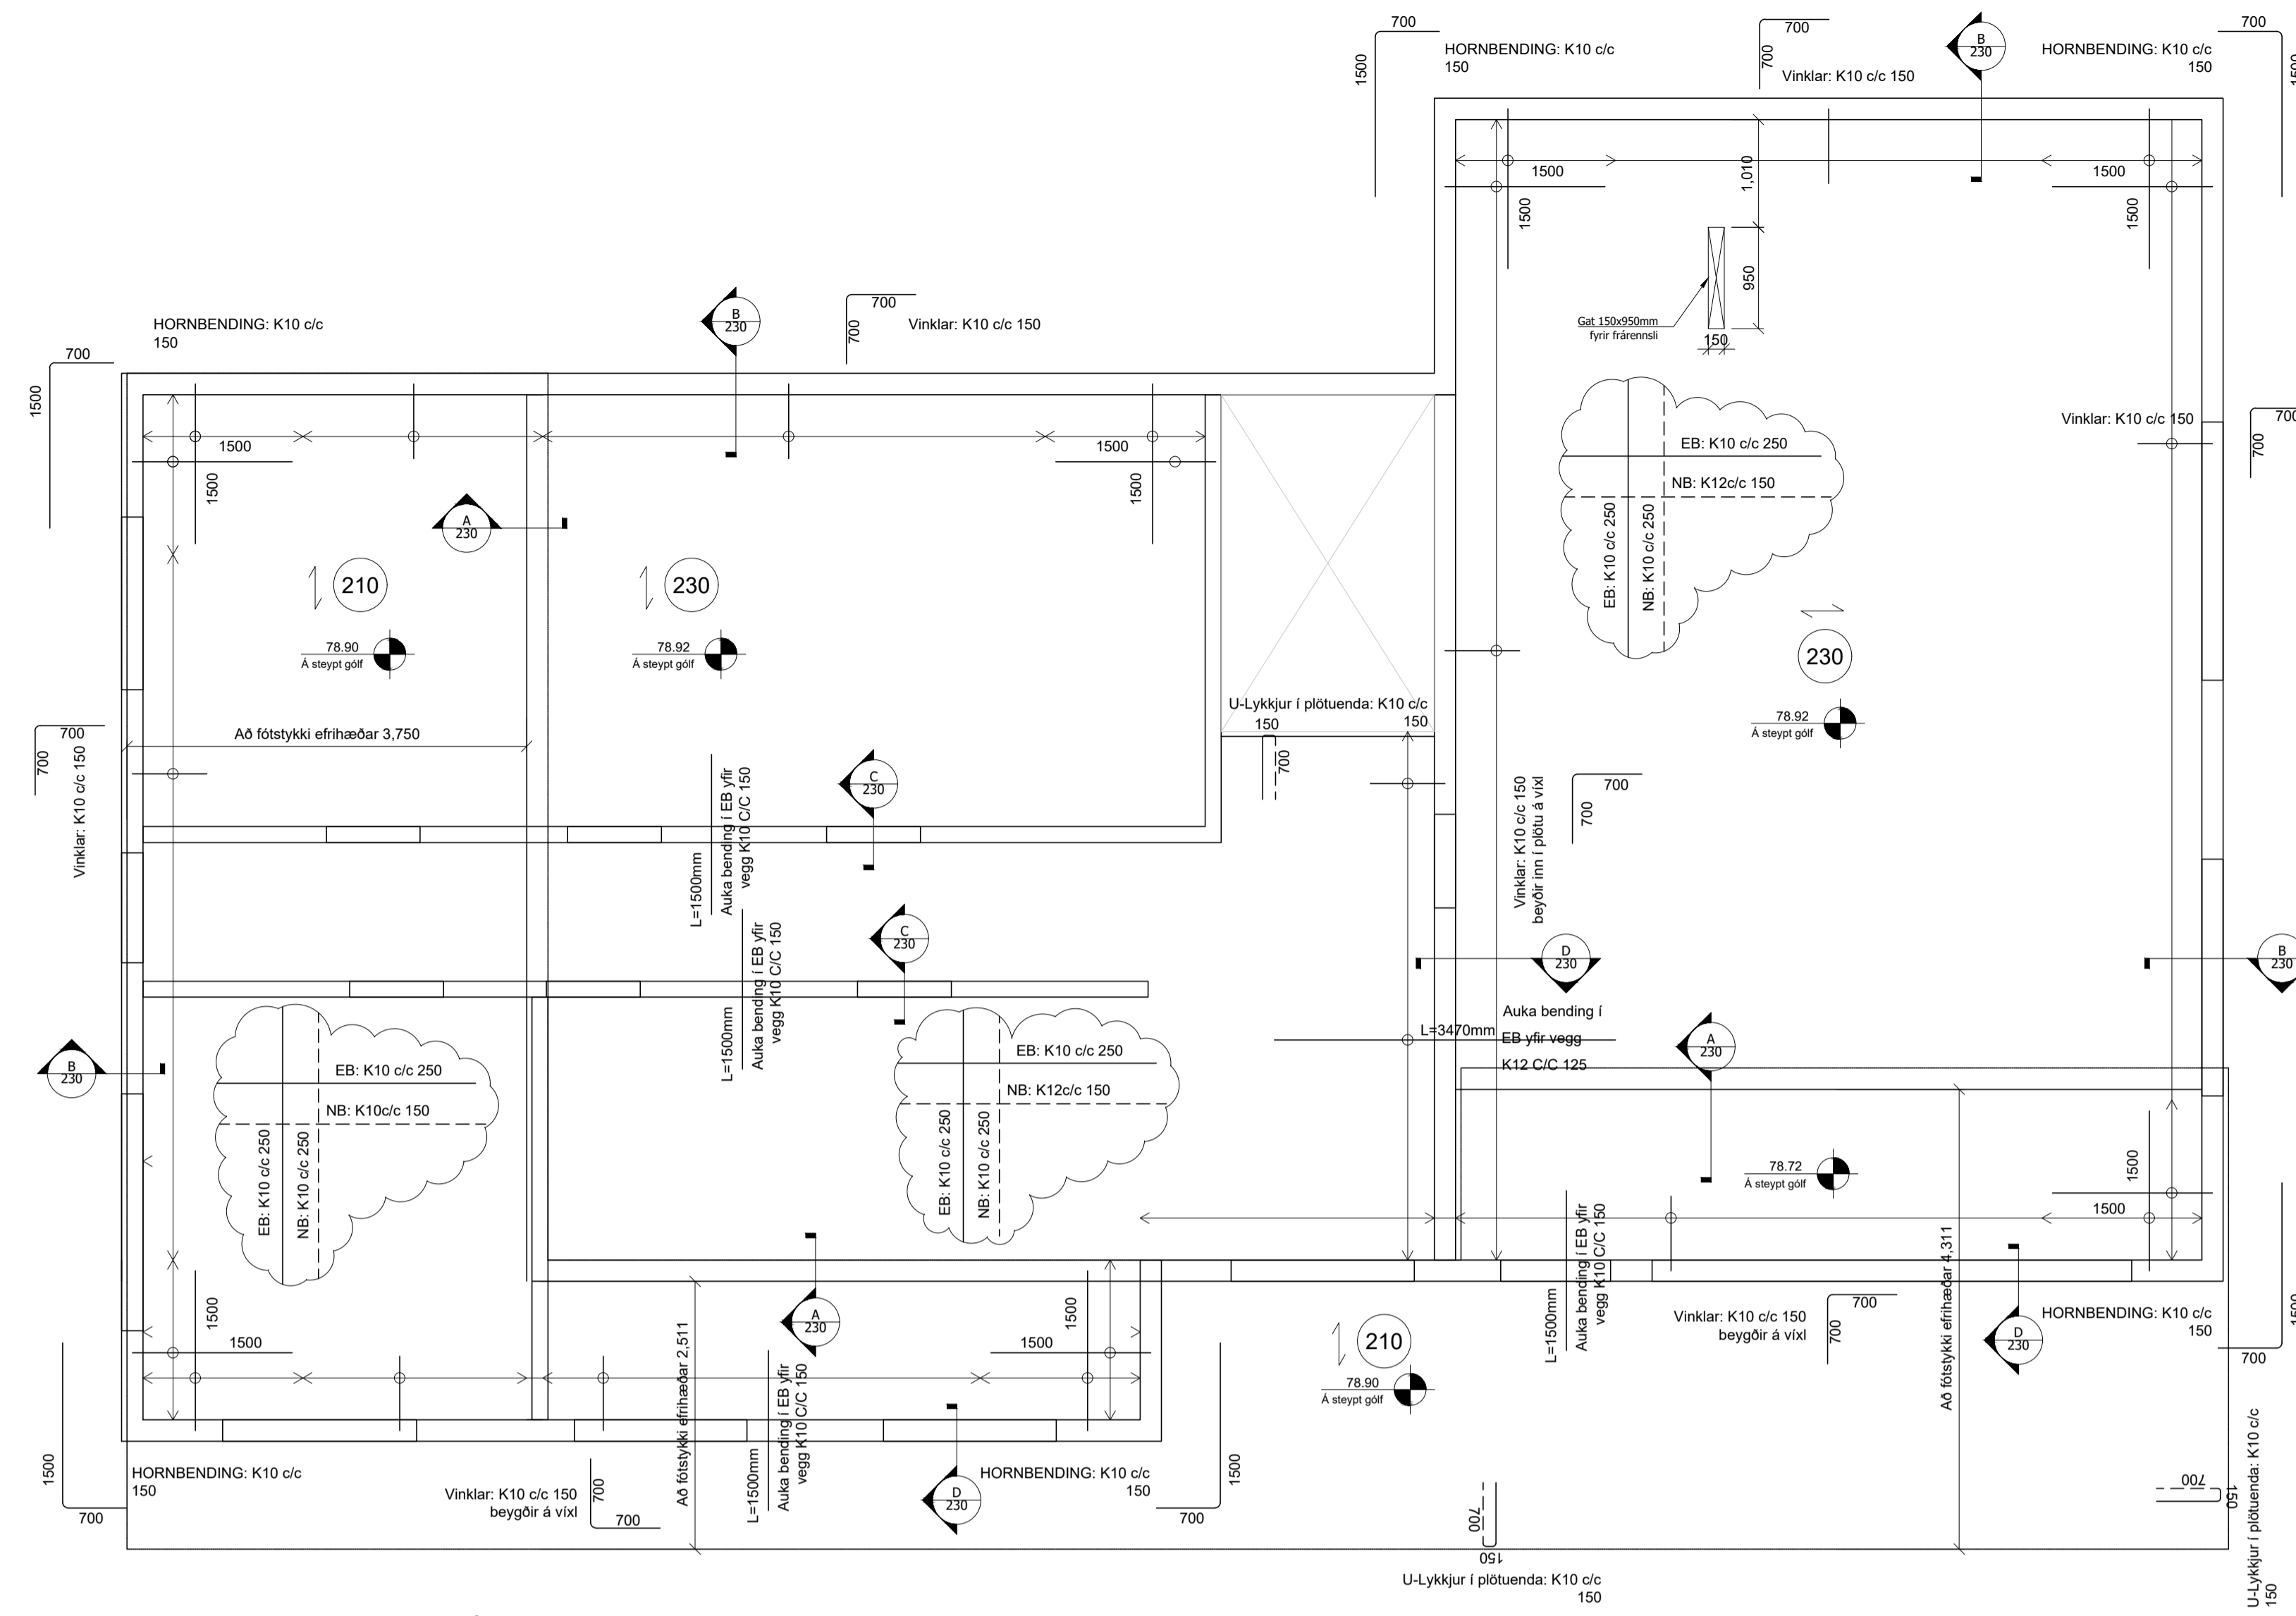 700
700
700
700
HORNBENDING: K10 c/c
150
1500
700
Vinklar: K10 c/c 150
B
230
HORNBENDING: K10 c/c
150
1500
1500
1500
1,010
1500
1500
950
Gat 150x950mm
fyrir frárennsli
150
HORNBENDING: K10 c/c
150
B
230
700
700
Vinklar: K10 c/c 150
700
1500
1500
1500
1500
1500
Vinklar: K10 c/c 150
700
700
EB: K10 c/c 250
NB: K12c/c 150
EB: K10 c/c 250
NB: K10 c/c 250
A
230
210
230
78.90
Á steypt gólf
78.92
Á steypt gólf
230
78.92
Á steypt gólf
U-Lykkjur í plötuenda: K10 c/c
150
150
700
Að fótstykki efrihæðar 3,750
700
700
Vinklar: K10 c/c 150
C
230
L=1500mm
Auka bending í EB yfir
vegg K10 C/C 150
Vinklar: K10 c/c 150
beyðir inn í plötu á víxl
700
700
C
230
L=1500mm
Auka bending í EB yfir
vegg K10 C/C 150
D
230
B
230
Auka bending í
L=3470mm
EB yfir vegg
K12 C/C 125
A
230
B
230
EB: K10 c/c 250
NB: K10c/c 150
EB: K10 c/c 250
NB: K10 c/c 250
EB: K10 c/c 250
NB: K12c/c 150
EB: K10 c/c 250
NB: K10 c/c 250
78.72
Á steypt gólf
1500
1500
L=1500mm
Auka bending í EB yfir
vegg K10 C/C 150
Að fótstykki efrihæðar 4,311
1500
1500
A
230
1500
1500
Að fótstykki efrihæðar 2,511
210
78.90
Á steypt gólf
Vinklar: K10 c/c 150
beygðir á víxl
700
700
D
230
HORNBENDING: K10 c/c
150
1500
700
L=1500mm
Auka bending í EB yfir
vegg K10 C/C 150
1500
700
HORNBENDING: K10 c/c
150
Vinklar: K10 c/c 150
beygðir á víxl
700
700
D
230
HORNBENDING: K10 c/c
150
1500
700
700
150
U-Lykkjur í plötuenda: K10 c/c
150
700
150
U-Lykkjur í plötuenda: K10 c/c
150